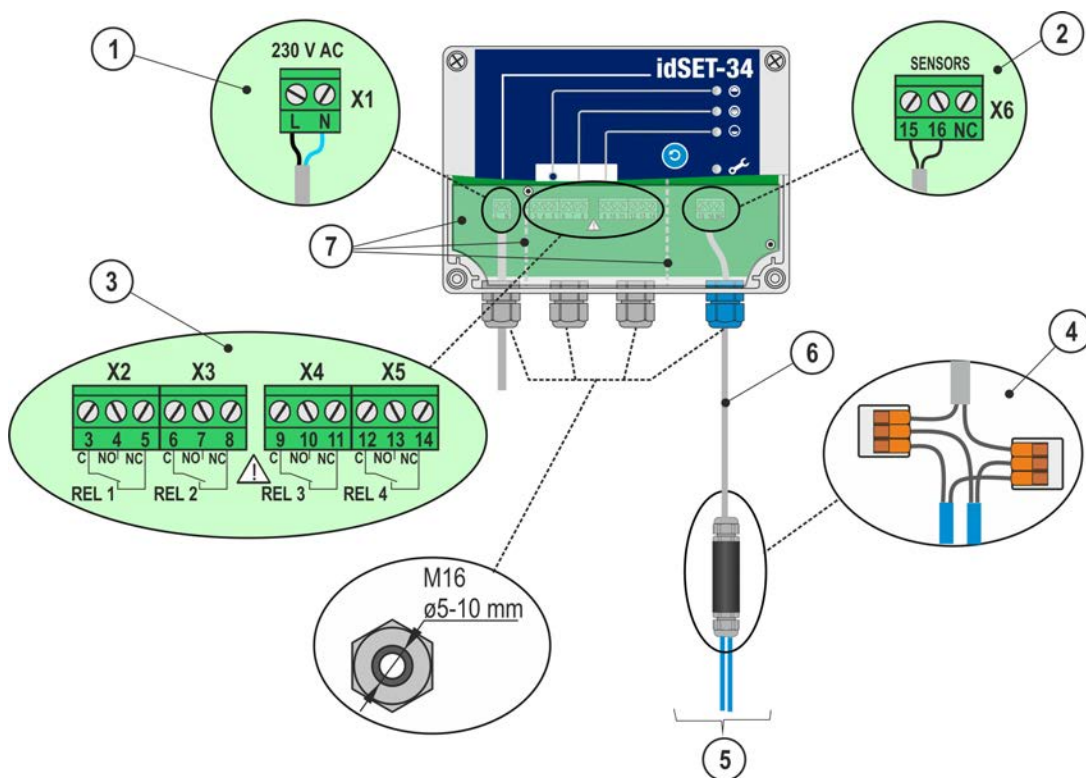 1
230 V AC
X1
L N
idSET-34
2
SENSORS
X6
15 16 NC
7
3
X2 X3 X4 X5
3 4 5 6 7 8 9 10 11 12 13 14
C NO NC C NO NC C NO NC C NO NC
REL 1 REL 2 REL 3 REL 4
6
4
M16
ø5-10 mm
5